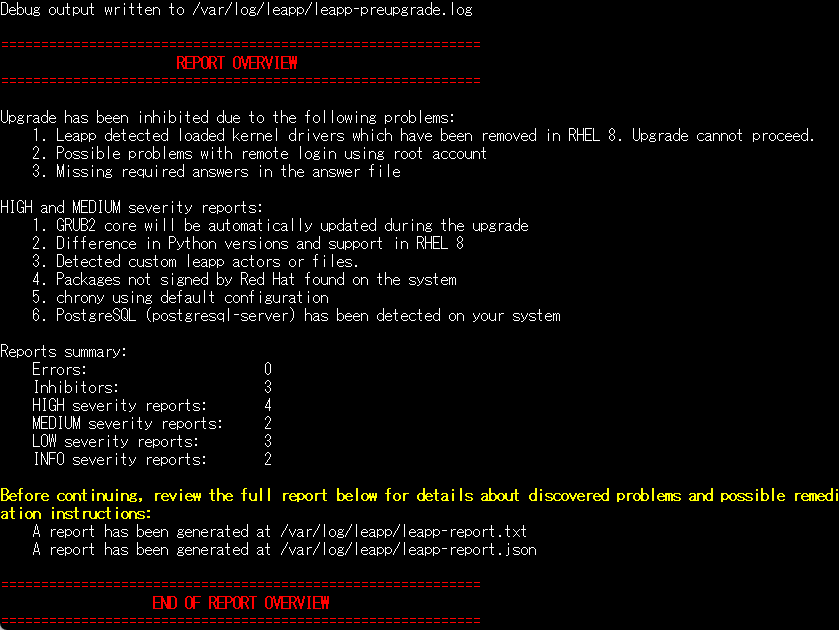 Debug output written to /var/log/leapp/leapp-preupgrade.log
============================================================
REPORT OVERVIEW
============================================================
Upgrade has been inhibited due to the following problems:
1. Leapp detected loaded kernel drivers which have been removed in RHEL 8. Upgrade cannot proceed.
2. Possible problems with remote login using root account
3. Missing required answers in the answer file
HIGH and MEDIUM severity reports:
1. GRUB2 core will be automatically updated during the upgrade
2. Difference in Python versions and support in RHEL 8
3. Detected custom leapp actors or files.
4. Packages not signed by Red Hat found on the system
5. chrony using default configuration
6. PostgreSQL (postgresql-server) has been detected on your system
Reports summary:
Errors: 0
Inhibitors: 3
HIGH severity reports: 4
MEDIUM severity reports: 2
LOW severity reports: 3
INFO severity reports: 2
Before continuing, review the full report below for details about discovered problems and possible remedi
ation instructions:
A report has been generated at /var/log/leapp/leapp-report.txt
A report has been generated at /var/log/leapp/leapp-report.json
============================================================
END OF REPORT OVERVIEW
============================================================